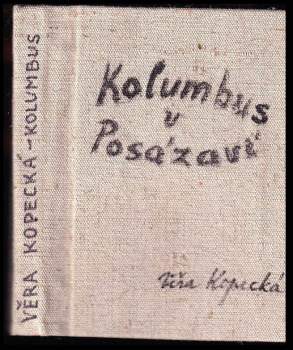 VĚRA KOPECKÁ - KOLUMBUS
Kolumbus
v
Posázaví
Věra Kopecká